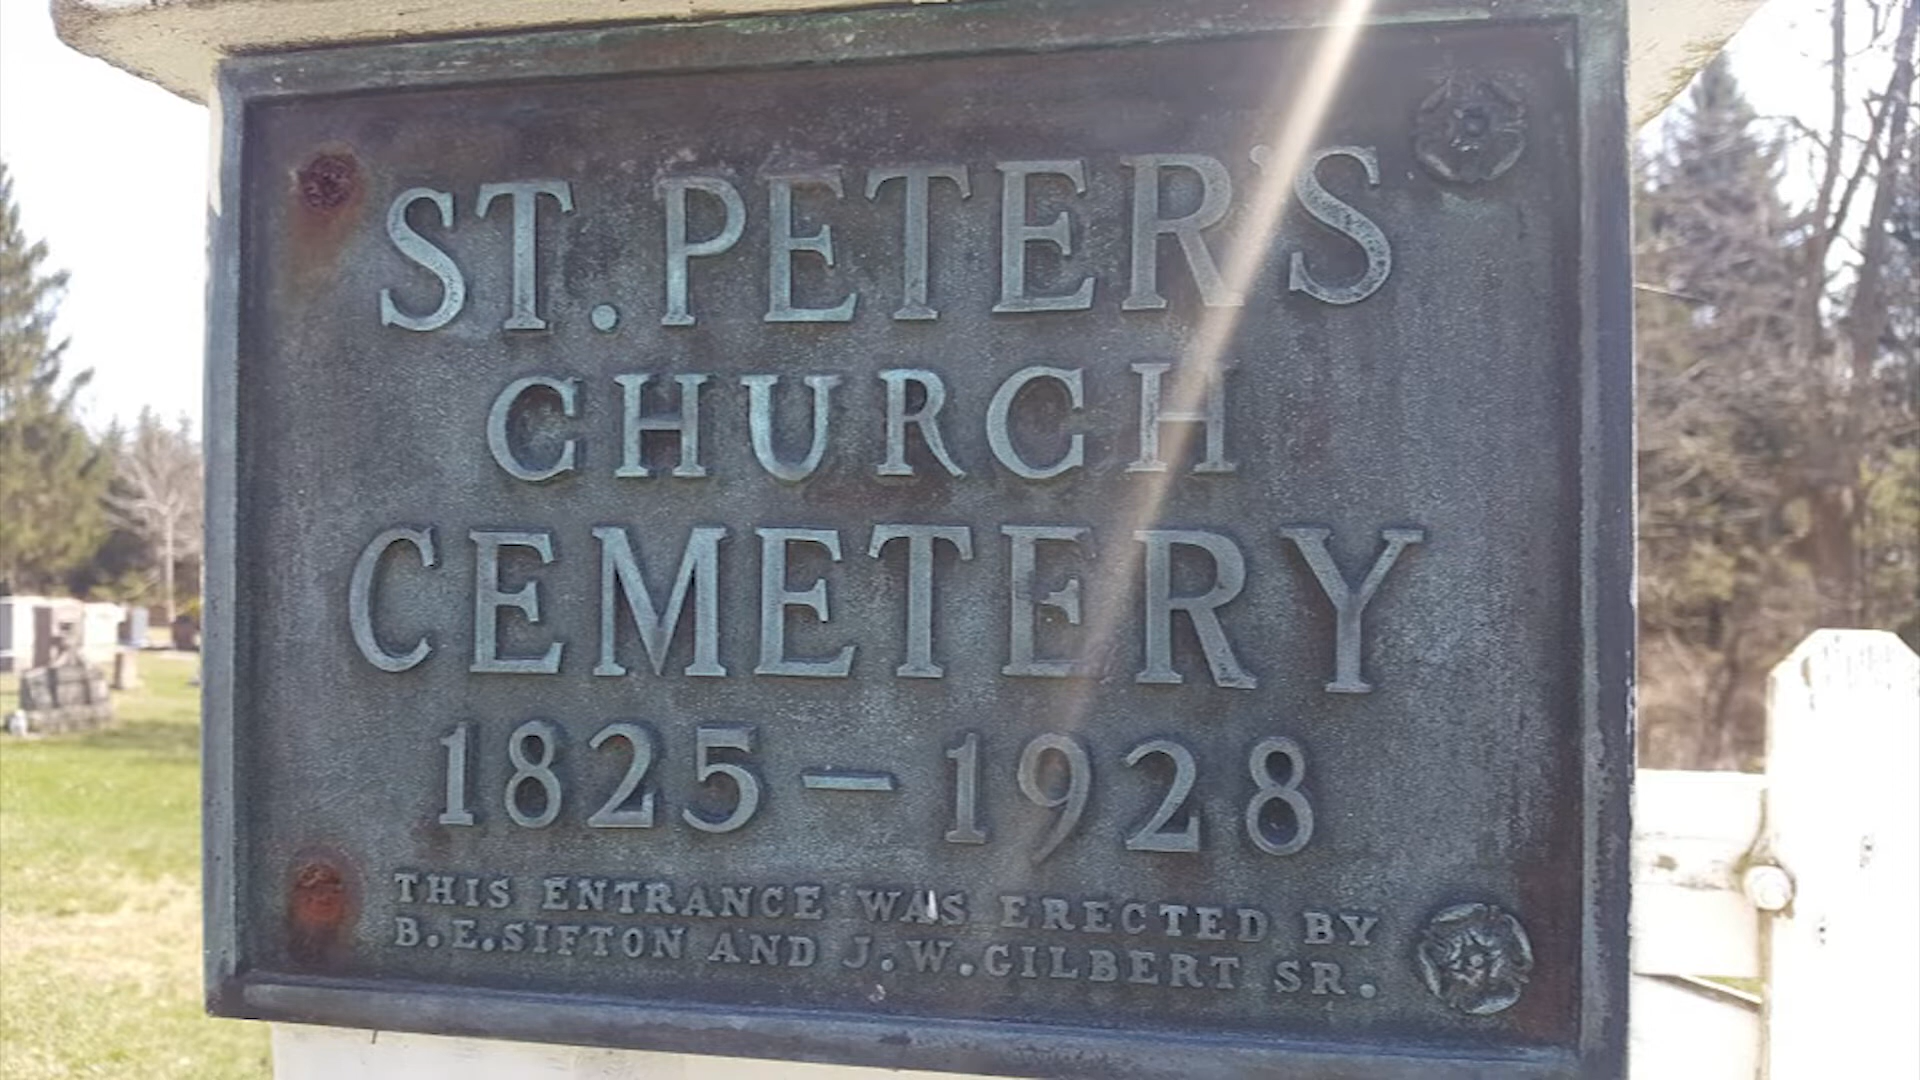 ST. PETER'S
CHURCH
CEMETERY
1825-1928
THIS ENTRANCE WAS ERECTED BY
B.E.SIFTON AND J.W.GILBERT SR.